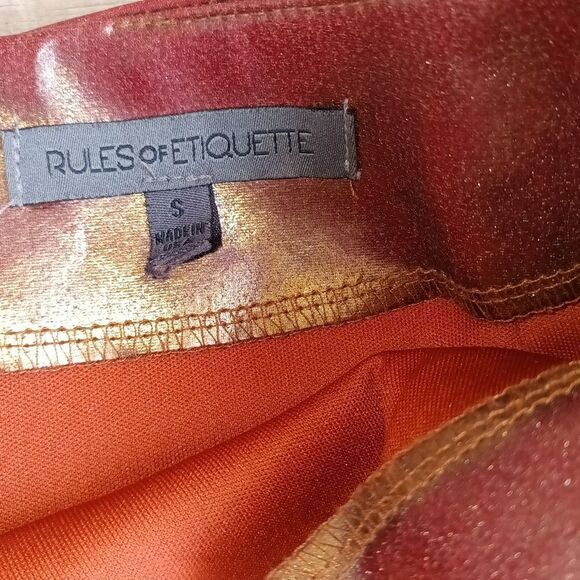 RULES OF ETIQUETTE
S
MADE IN
USA